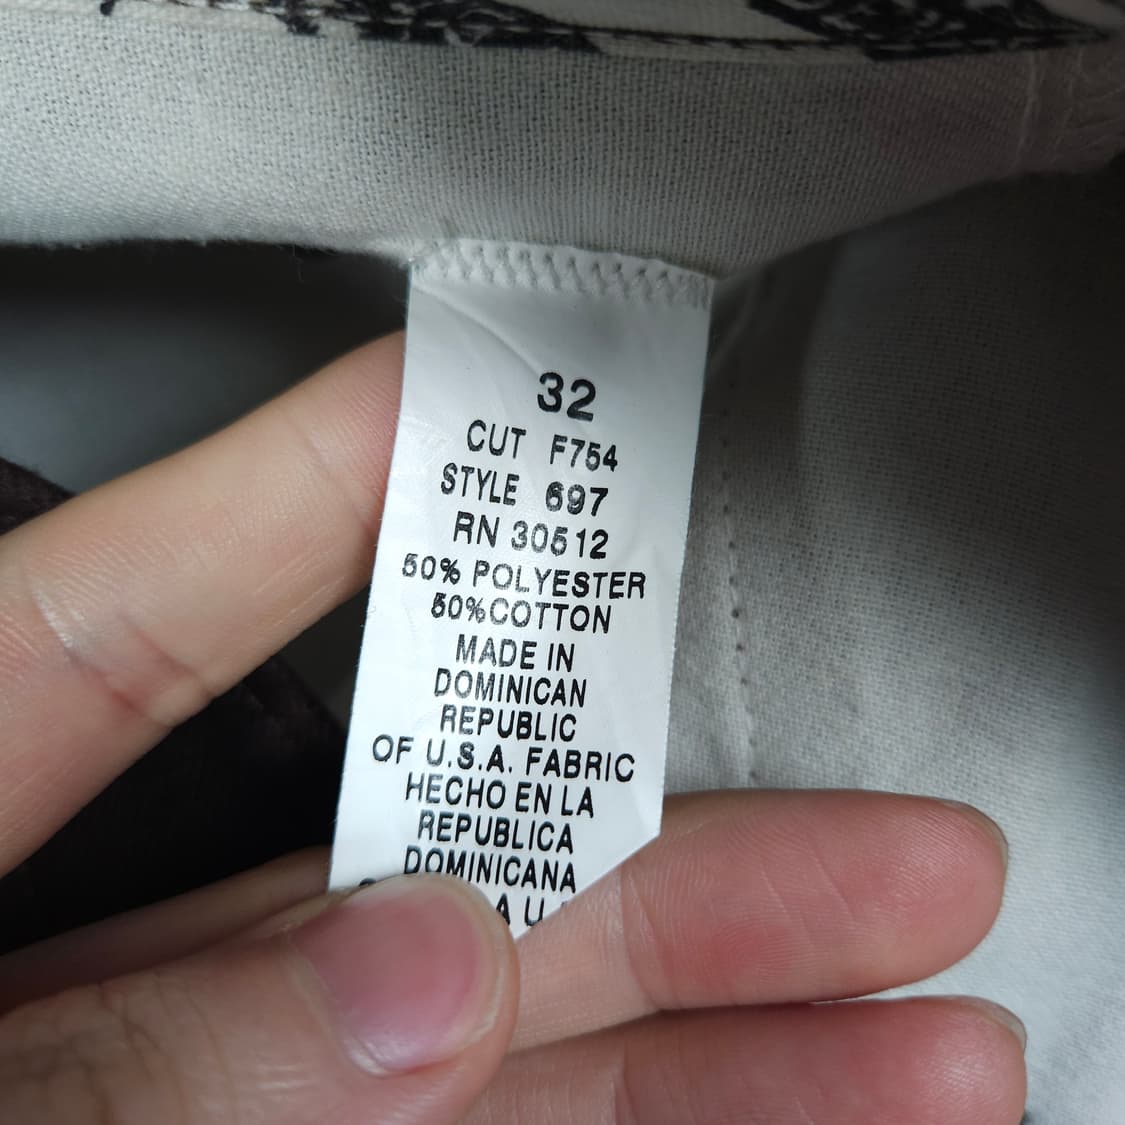 32
CUT F754
STYLE 697
RN 30512
50% POLYESTER
50%COTTON
MADE IN
DOMINICAN
REPUBLIC
OF U.S.A. FABRIC
HECHO EN LA
REPUBLICA
DOMINICANA